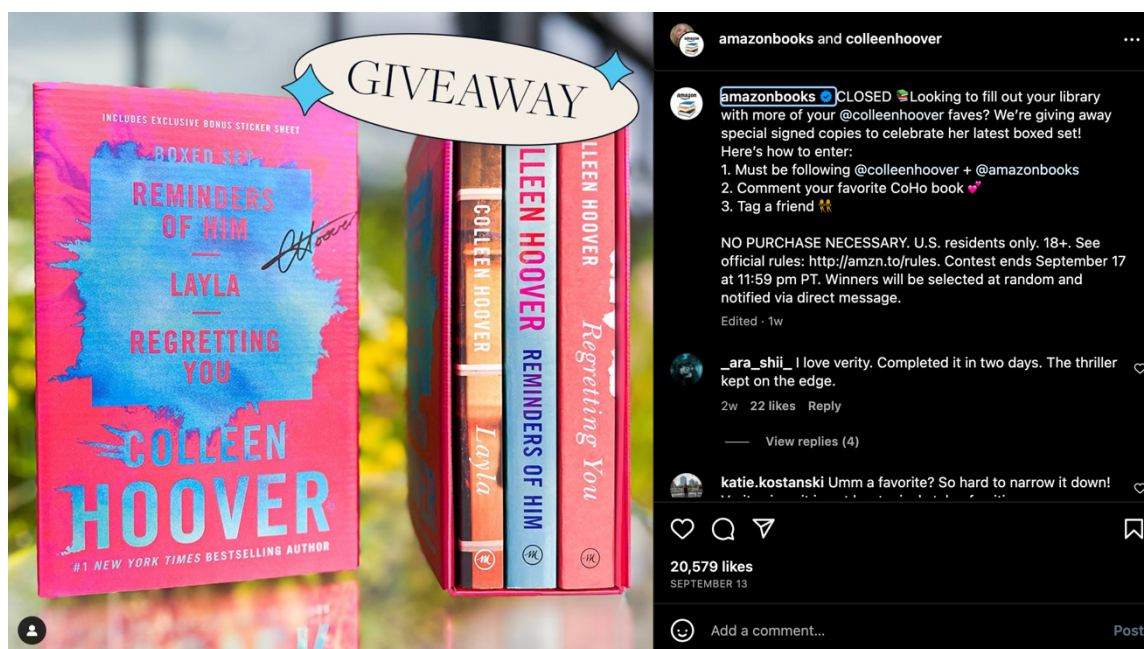 GIVEAWAY
INCLUDES EXCLUSIVE BONUS STICKER SHEET
BOXED SET
REMINDERS
OF HIM
LAYLA
REGRETTING
YOU
COLLEEN
HOOVER
#1 NEW YORK TIMES BESTSELLING AUTHOR
COLLEEN HOOVER
Layla
LLEEN HOOVER
REMINDERS OF HIM
LLEEN HOOVER
Regretting You
amazonbooks and colleenhoover
amazonbooks CLOSED 📚Looking to fill out your library
with more of your @colleenhoover faves? We’re giving away
special signed copies to celebrate her latest boxed set!
Here’s how to enter:
1. Must be following @colleenhoover + @amazonbooks
2. Comment your favorite CoHo book 💕
3. Tag a friend 👯
NO PURCHASE NECESSARY. U.S. residents only. 18+. See
official rules: http://amzn.to/rules. Contest ends September 17
at 11:59 pm PT. Winners will be selected at random and
notified via direct message.
Edited · 1w
_ara_shii_ I love verity. Completed it in two days. The thriller
kept on the edge.
2w 22 likes Reply
View replies (4)
katie.kostanski Umm a favorite? So hard to narrow it down!
20,579 likes
SEPTEMBER 13
Add a comment...
Post